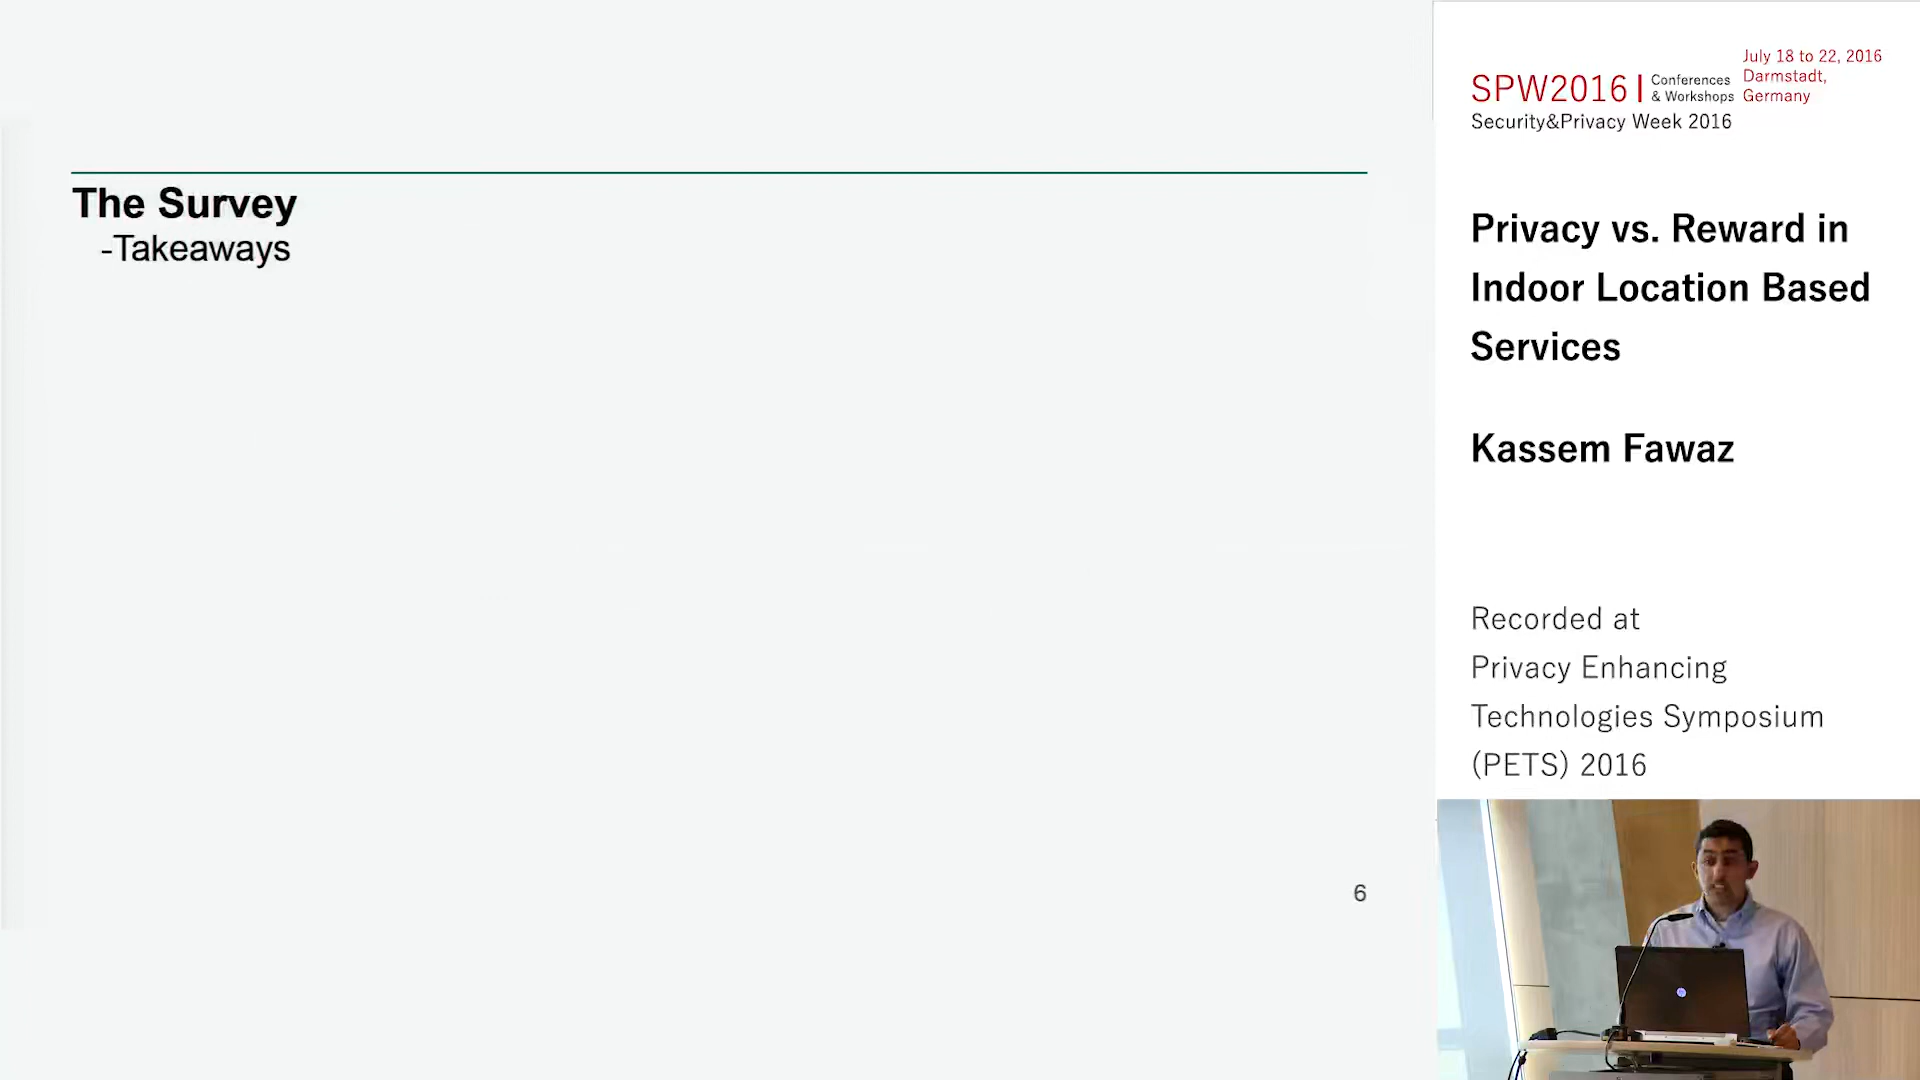 The Survey
-Takeaways
6
SPW2016 | Conferences & Workshops
July 18 to 22, 2016
Darmstadt,
Germany
Security&Privacy Week 2016
Privacy vs. Reward in
Indoor Location Based
Services
Kassem Fawaz
Recorded at
Privacy Enhancing
Technologies Symposium
(PETS) 2016